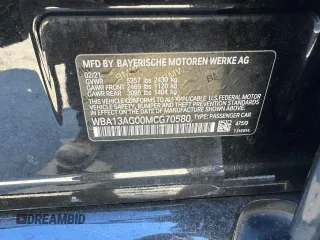 MFD BY BAYERISCHE MOTOREN WERKE AG
02/21
GVWR 5357 lbs 2430 kg
GAWR FRONT 2469 lbs 1120 kg
GAWR REAR 3095 lbs 1404 kg
THIS VEHICLE CONFORMS TO ALL APPLICABLE U.S. FEDERAL MOTOR
VEHICLE SAFETY, BUMPER, AND THEFT PREVENTION STANDARDS
IN EFFECT ON THE DATE OF MANUFACTURE SHOWN ABOVE.
WBA13AG00MCG70580 TYPE: PASSENGER CAR
475/9
DREAMBID